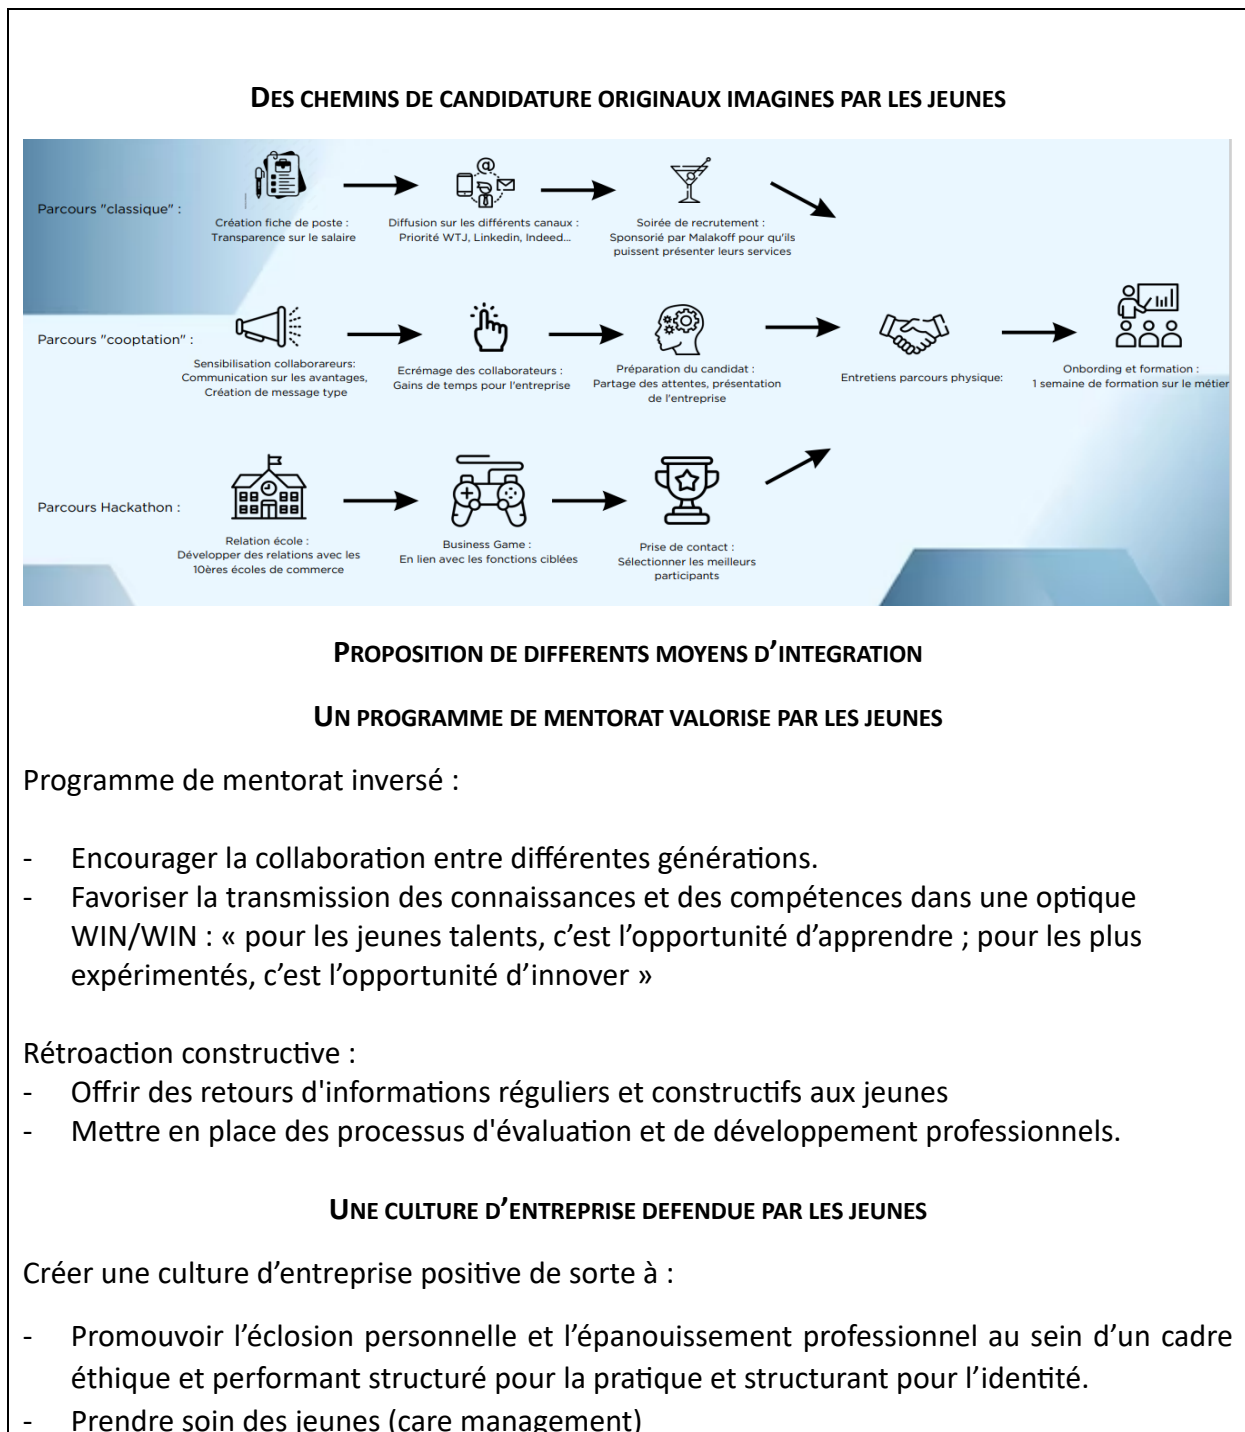 DES CHEMINS DE CANDIDATURE ORIGINAUX IMAGINES PAR LES JEUNES
Parcours "classique" :
Création fiche de poste :
Transparence sur le salaire
Diffusion sur les différents canaux :
Priorité WTJ, Linkedin, Indeed...
Soirée de recrutement :
Sponsorié par Malakoff pour qu'ils
puissent présenter leurs services
Parcours "cooptation" :
Sensibilisation collaborareurs:
Communication sur les avantages,
Création de message type
Ecrémage des collaborateurs :
Gains de temps pour l'entreprise
Préparation du candidat :
Partage des attentes, présentation
de l'entreprise
Entretiens parcours physique:
Onbording et formation :
1 semaine de formation sur le métier
Parcours Hackathon :
Relation école :
Développer des relations avec les
10ères écoles de commerce
Business Game :
En lien avec les fonctions ciblées
Prise de contact :
Sélectionner les meilleurs
participants
PROPOSITION DE DIFFERENTS MOYENS D'INTEGRATION
UN PROGRAMME DE MENTORAT VALORISE PAR LES JEUNES
Programme de mentorat inversé :
- Encourager la collaboration entre différentes générations.
- Favoriser la transmission des connaissances et des compétences dans une optique
WIN/WIN : « pour les jeunes talents, c'est l'opportunité d'apprendre ; pour les plus
expérimentés, c'est l'opportunité d'innover »
Rétroaction constructive :
- Offrir des retours d'informations réguliers et constructifs aux jeunes
- Mettre en place des processus d'évaluation et de développement professionnels.
UNE CULTURE D'ENTREPRISE DEFENDUE PAR LES JEUNES
Créer une culture d'entreprise positive de sorte à :
- Promouvoir l'éclosion personnelle et l'épanouissement professionnel au sein d'un cadre
éthique et performant structuré pour la pratique et structurant pour l'identité.
- Prendre soin des jeunes (care management)